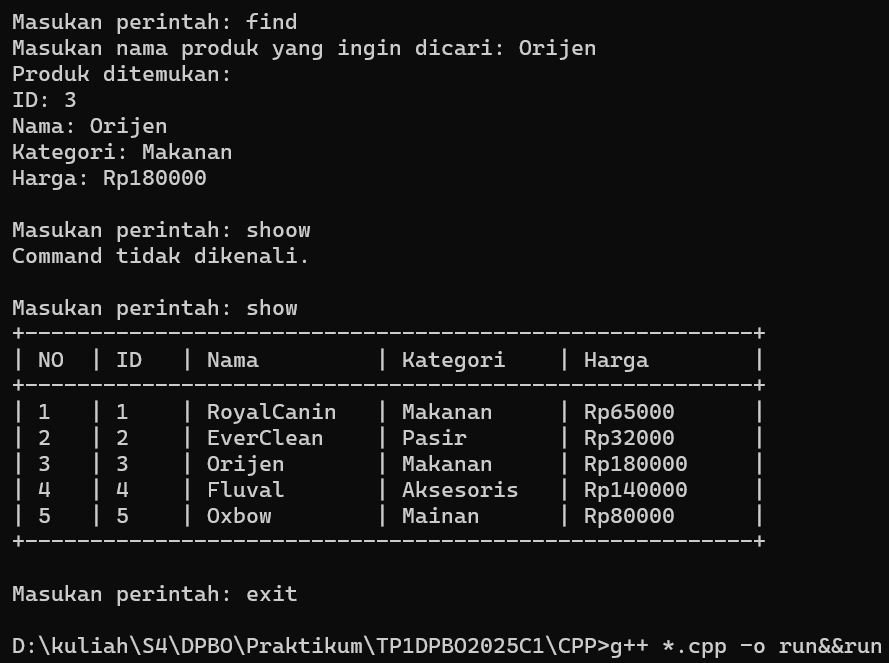 Masukan perintah: find
Masukan nama produk yang ingin dicari: Orijen
Produk ditemukan:
ID: 3
Nama: Orijen
Kategori: Makanan
Harga: Rp180000

Masukan perintah: shoow
Command tidak dikenali.

Masukan perintah: show
+--------------------------------------------------------+
| NO  | ID   | Nama         | Kategori    | Harga        |
+--------------------------------------------------------+
| 1   | 1    | RoyalCanin   | Makanan     | Rp65000      |
| 2   | 2    | EverClean    | Pasir       | Rp32000      |
| 3   | 3    | Orijen       | Makanan     | Rp180000     |
| 4   | 4    | Fluval       | Aksesoris   | Rp140000     |
| 5   | 5    | Oxbow        | Mainan      | Rp80000      |
+--------------------------------------------------------+

Masukan perintah: exit

D:\kuliah\S4\DPBO\Praktikum\TP1DPBO2025C1\CPP>g++ *.cpp -o run&&run